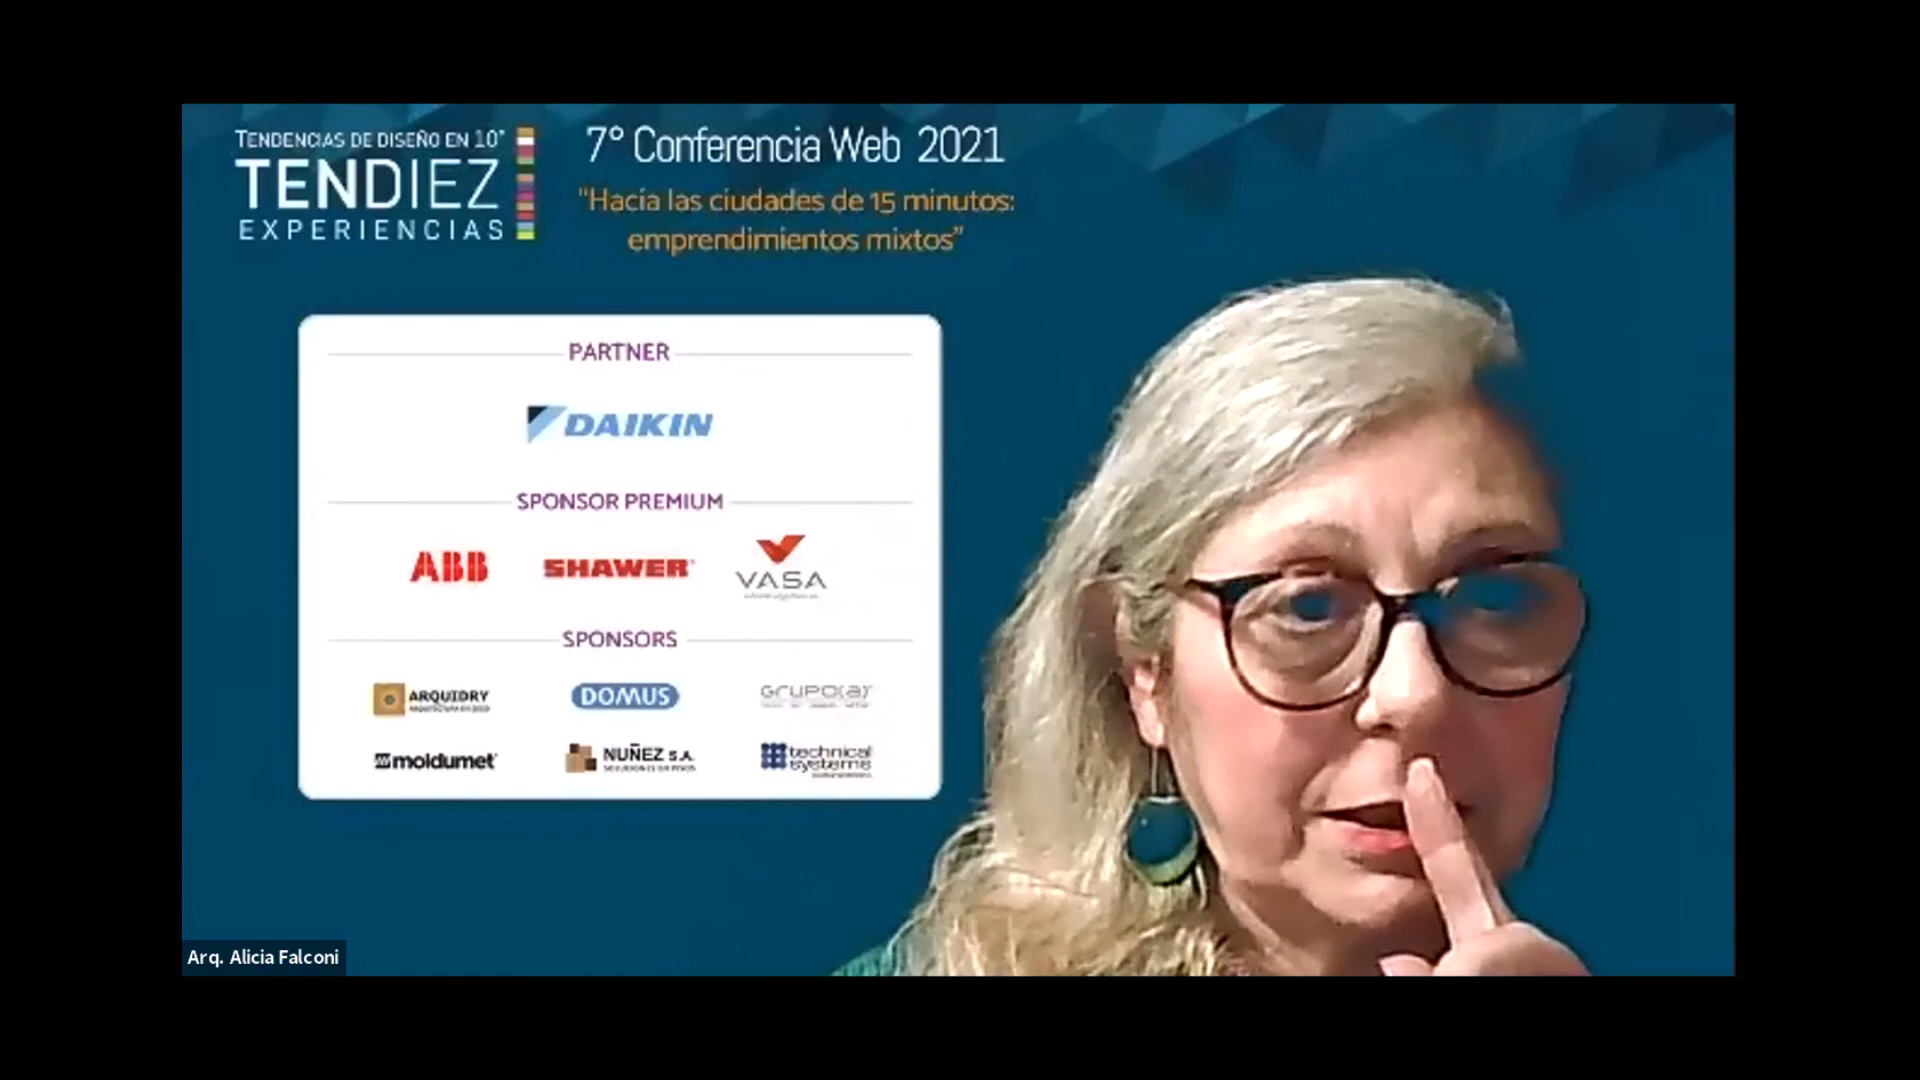 TENDENCIAS DE DISEÑO EN 10"
TENDIEZ
EXPERIENCIAS
7° Conferencia Web 2021
"Hacia las ciudades de 15 minutos:
emprendimientos mixtos"
PARTNER
DAIKIN
SPONSOR PREMIUM
ABB SHAWER VASA
SPONSORS
ARQUIDRY DOMUS GRUPO(a)
moldumet NUÑEZ S.A. technical systems
Arq. Alicia Falconi